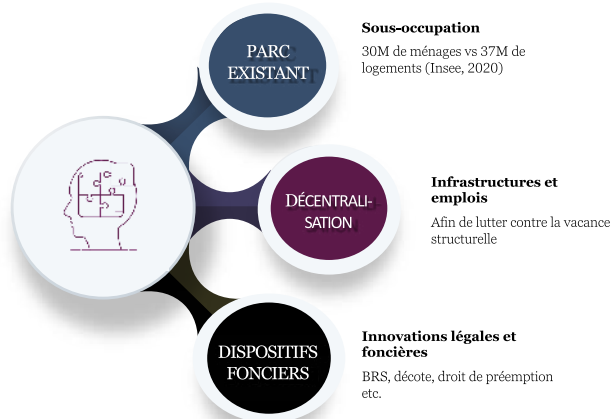 PARC
EXISTANT
Sous-occupation
30M de ménages vs 37M de
logements (Insee, 2020)
DÉCENTRALI-
SATION
Infrastructures et
emplois
Afin de lutter contre la vacance
structurelle
DISPOSITIFS
FONCIERS
Innovations légales et
foncières
BRS, décote, droit de préemption
etc.